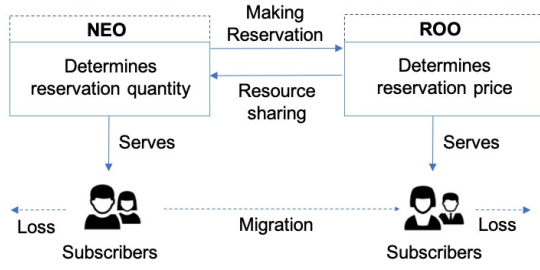 NEO
Determines
reservation quantity
Making
Reservation
Resource
sharing
ROO
Determines
reservation price
Serves
Serves
Loss
Subscribers
Migration
Subscribers
Loss